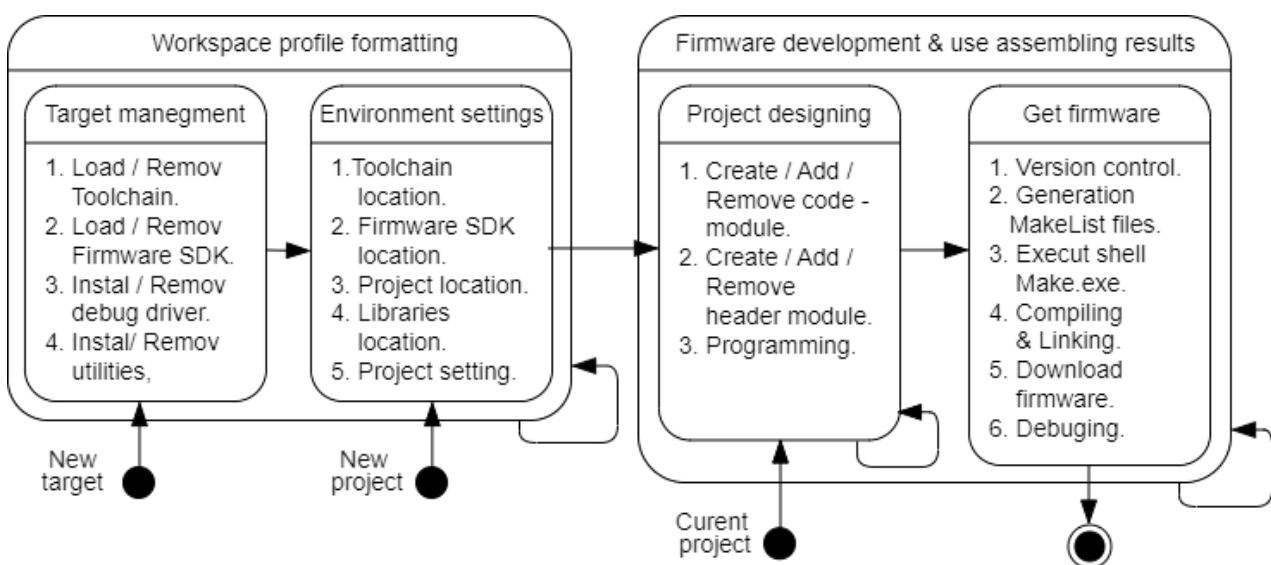 Workspace profile formatting
Target manegment
1. Load / Remov
Toolchain.
2. Load / Remov
Firmware SDK.
3. Instal / Remov
debug driver.
4. Instal/ Remov
utilities,
Environment settings
1.Toolchain
location.
2. Firmware SDK
location.
3. Project location.
4. Libraries
location.
5. Project setting.
New
target
New
project
Firmware development & use assembling results
Project designing
1. Create / Add /
Remove code -
module.
2. Create / Add /
Remove
header module.
3. Programming.
Get firmware
1. Version control.
2. Generation
MakeList files.
3. Execut shell
Make.exe.
4. Compiling
& Linking.
5. Download
firmware.
6. Debuging.
Curent
project